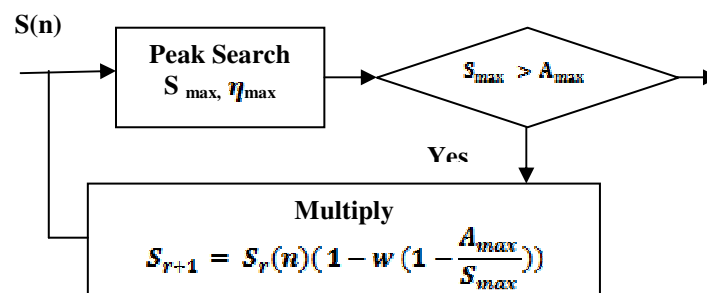 S(n)
Peak Search
S max, ηmax
Smax > Amax
Yes
Multiply
Sr+1 = Sr(n)( 1 − w (1 − Amax/Smax))